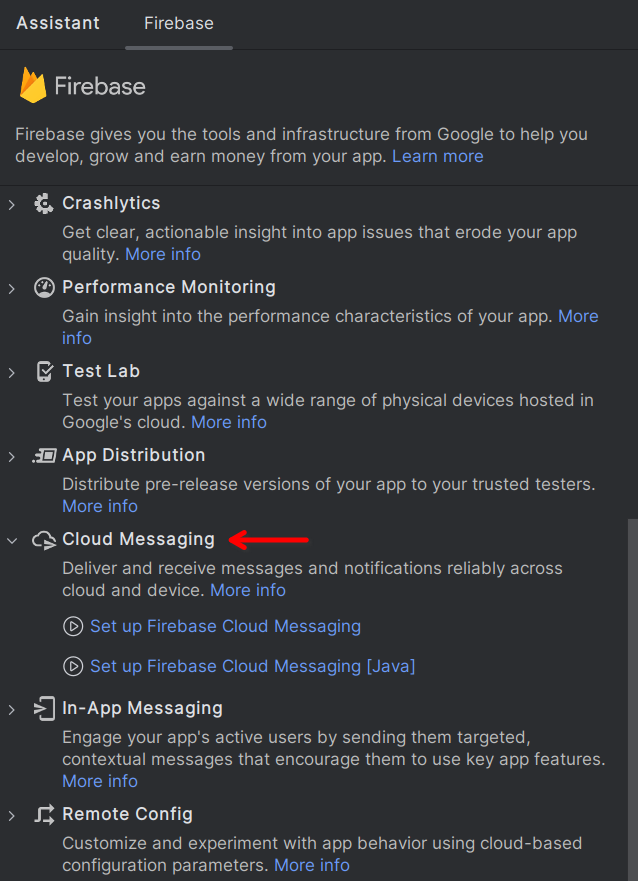 Assistant Firebase
Firebase
Firebase gives you the tools and infrastructure from Google to help you
develop, grow and earn money from your app. Learn more
Crashlytics
Get clear, actionable insight into app issues that erode your app
quality. More info
Performance Monitoring
Gain insight into the performance characteristics of your app. More
info
Test Lab
Test your apps against a wide range of physical devices hosted in
Google's cloud. More info
App Distribution
Distribute pre-release versions of your app to your trusted testers.
More info
Cloud Messaging
Deliver and receive messages and notifications reliably across
cloud and device. More info
Set up Firebase Cloud Messaging
Set up Firebase Cloud Messaging [Java]
In-App Messaging
Engage your app's active users by sending them targeted,
contextual messages that encourage them to use key app features.
More info
Remote Config
Customize and experiment with app behavior using cloud-based
configuration parameters. More info